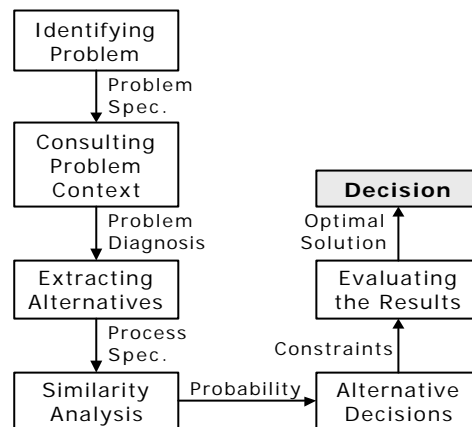 Identifying
Problem
Problem
Spec.
Consulting
Problem
Context
Problem
Diagnosis
Extracting
Alternatives
Process
Spec.
Similarity
Analysis
Probability
Alternative
Decisions
Constraints
Evaluating
the Results
Optimal
Solution
Decision